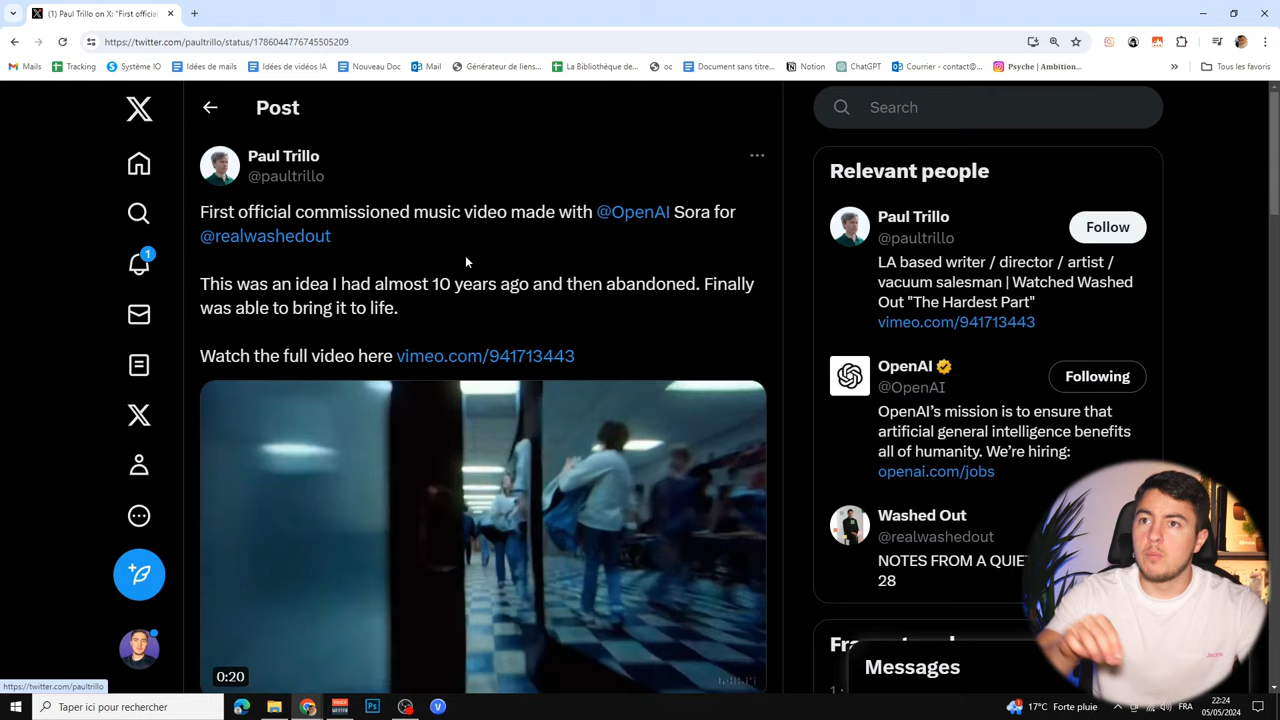 (1) Paul Trillo on X: "First official
https://twitter.com/paultrillo/status/1786044776745505209
Mails
Tracking
Système IO
Idées de mails
Idées de vidéos IA
Nouveau Doc
Mail
Générateur de liens...
La Bibliothèque de...
oc
Document sans titre...
Notion
ChatGPT
Courrier - contact@...
Psyche | Ambition...
»
Tous les favoris
Post
Search
Paul Trillo
@paultrillo
First official commissioned music video made with @OpenAI Sora for
@realwashedout
This was an idea I had almost 10 years ago and then abandoned. Finally
was able to bring it to life.
Watch the full video here vimeo.com/941713443
0:20
1
Relevant people
Paul Trillo
@paultrillo
Follow
LA based writer / director / artist /
vacuum salesman | Watched Washed
Out "The Hardest Part"
vimeo.com/941713443
OpenAI
@OpenAI
Following
OpenAI's mission is to ensure that
artificial general intelligence benefits
all of humanity. We're hiring:
openai.com/jobs
Washed Out
@realwashedout
NOTES FROM A QUIE
28
Messages
https://twitter.com/paultrillo
Taper ici pour rechercher
17°C Forte pluie
FRA
22:24
05/05/2024